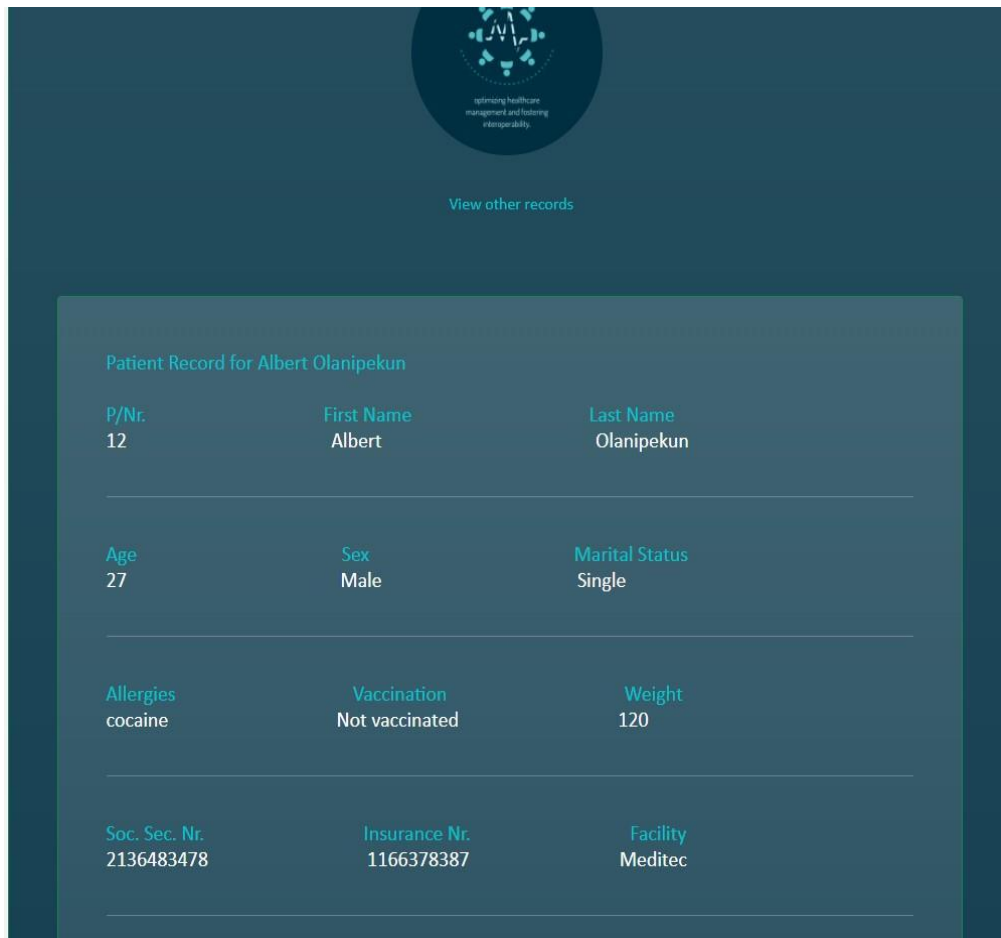 optimizing healthcare
management and fostering
interoperability.
View other records
Patient Record for Albert Olanipekun
P/Nr. First Name Last Name
12 Albert Olanipekun
Age Sex Marital Status
27 Male Single
Allergies Vaccination Weight
cocaine Not vaccinated 120
Soc. Sec. Nr. Insurance Nr. Facility
2136483478 1166378387 Meditec